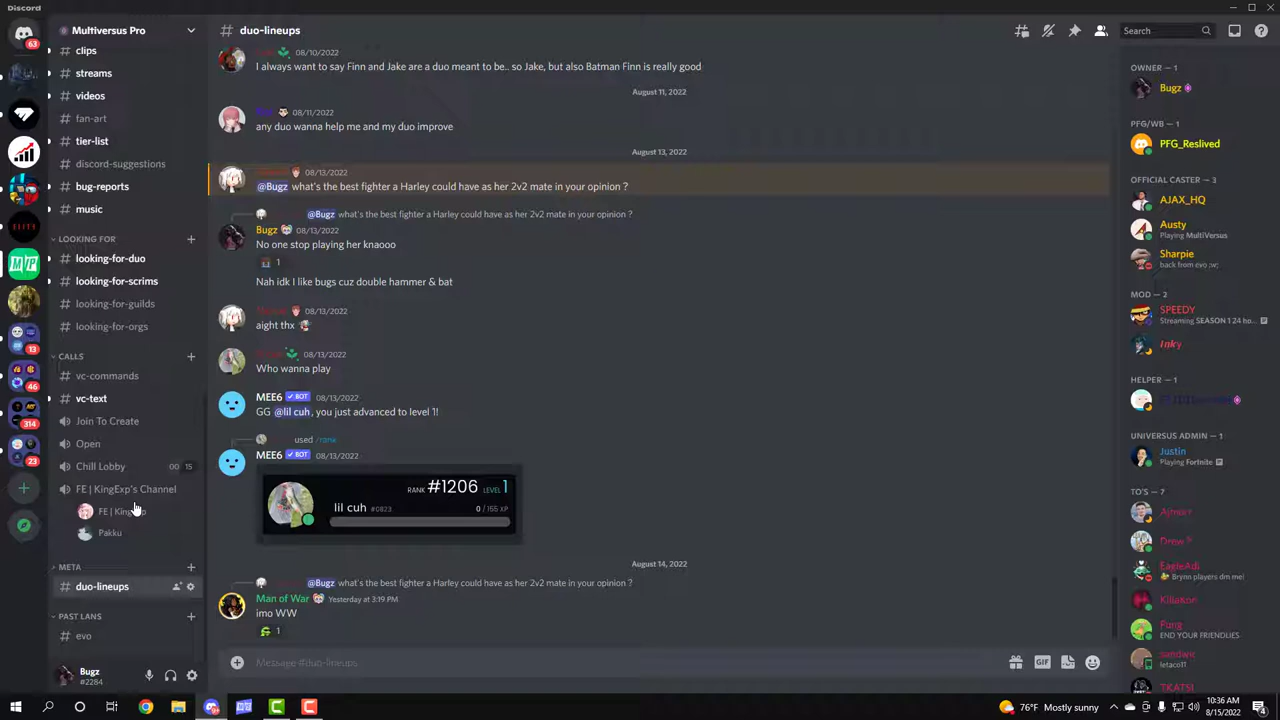 Discord
63
13
46
314
23
Multiversus Pro
clips
streams
videos
fan-art
tier-list
discord-suggestions
bug-reports
music
LOOKING FOR
looking-for-duo
looking-for-scrims
looking-for-guilds
looking-for-orgs
CALLS
vc-commands
vc-text
Join To Create
Open
Chill Lobby 00 15
FE | KingExp's Channel
FE |
Pakku
META
duo-lineups
PAST LANS
evo
Bugz
#2284
# duo-lineups
08/10/2022
I always want to say Finn and Jake are a duo meant to be.. so Jake, but also Batman Finn is really good
August 11, 2022
08/11/2022
any duo wanna help me and my duo improve
August 13, 2022
08/13/2022
@Bugz what's the best fighter a Harley could have as her 2v2 mate in your opinion ?
@Bugz what's the best fighter a Harley could have as her 2v2 mate in your opinion ?
Bugz 08/13/2022
No one stop playing her knaooo
1
Nah idk I like bugs cuz double hammer & bat
08/13/2022
aight thx
08/13/2022
Who wanna play
MEE6 BOT 08/13/2022
GG @lil cuh, you just advanced to level 1!
used /rank
MEE6 BOT 08/13/2022
RANK #1206 LEVEL 1
lil cuh #0823 0 / 155 XP
August 14, 2022
@Bugz what's the best fighter a Harley could have as her 2v2 mate in your opinion ?
Man of War Yesterday at 3:19 PM
imo WW
1
Message #duo-lineups
GIF
Search
OWNER — 1
Bugz
PFG/WB — 1
PFG_Reslived
OFFICIAL CASTER — 3
AJAX_HQ
Austy
Playing MultiVersus
Sharpie
back from evo :w;
MOD — 2
SPEEDY
Streaming SEASON 1 24 ho...
Inky
HELPER — 1
UNIVERSUS ADMIN — 1
Justin
Playing Fortnite
TO'S — 7
Drew
EagleAdi
Brynn players dm me!
Fung
END YOUR FRIENDLIES
letaco11
76°F Mostly sunny
10:36 AM
8/15/2022